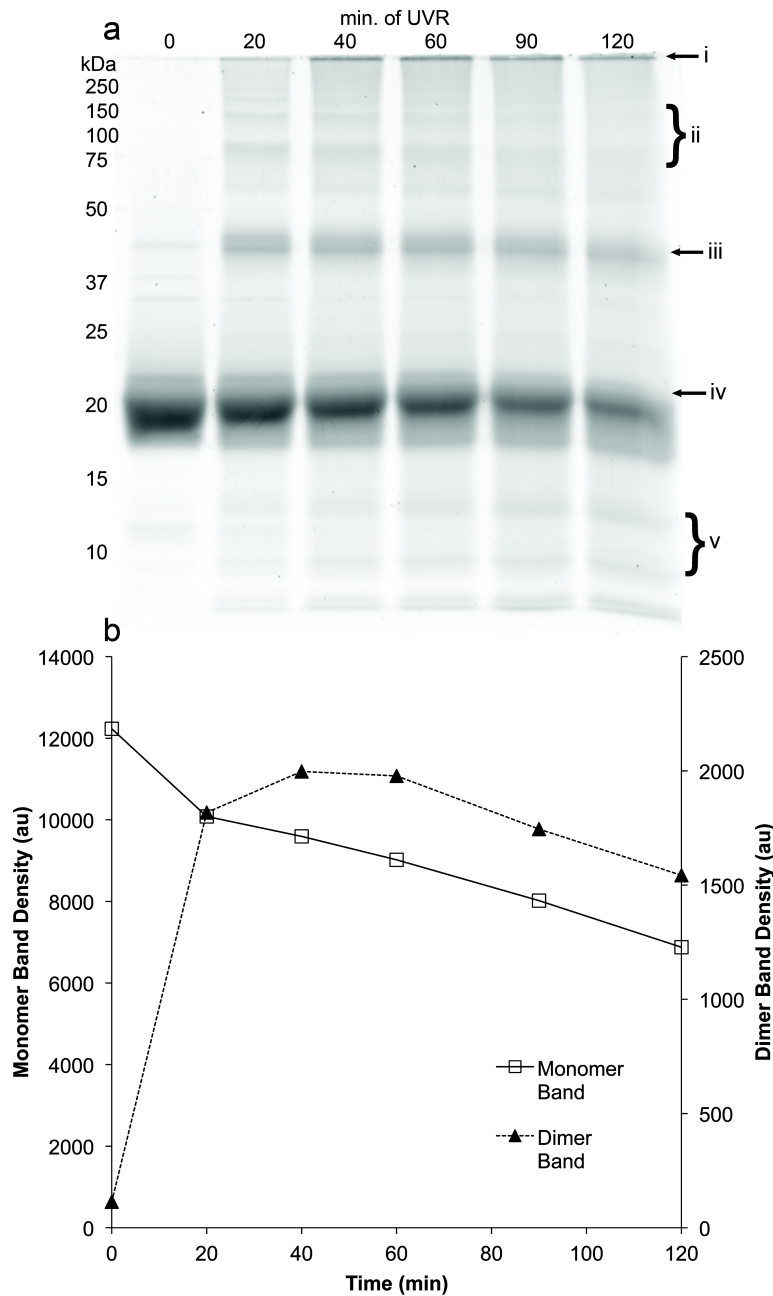 a
min. of UVR
0 20 40 60 90 120
kDa
250
150
100
75
50
37
25
20
15
10
i
ii
iii
iv
v
b
14000
12000
10000
8000
6000
4000
2000
0
Monomer Band Density (au)
2500
2000
1500
1000
500
0
Dimer Band Density (au)
Monomer
Band
Dimer
Band
0 20 40 60 80 100 120
Time (min)